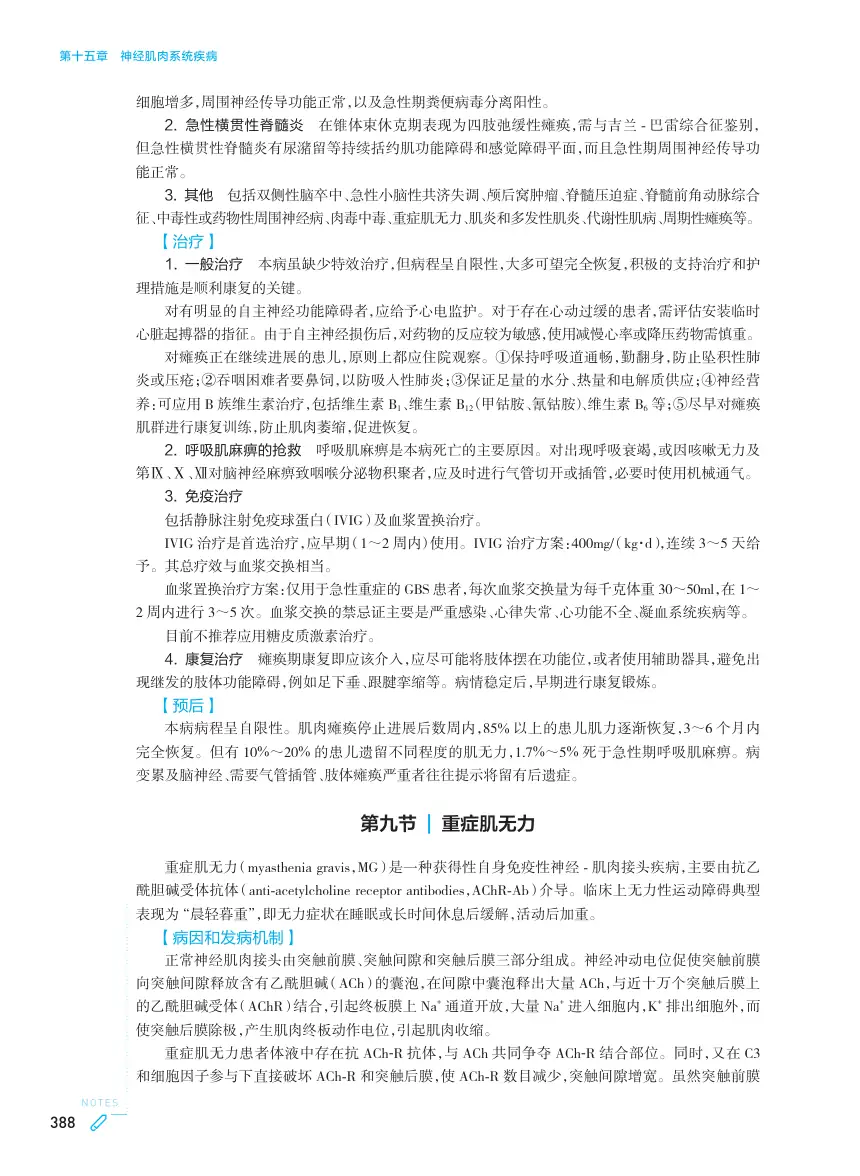 第十五章 神经肌肉系统疾病
细胞增多,周围神经传导功能正常,以及急性期粪便病毒分离阳性。
2. 急性横贯性脊髓炎 在锥体束休克期表现为四肢弛缓性瘫痪,需与吉兰 - 巴雷综合征鉴别,
但急性横贯性脊髓炎有尿潴留等持续括约肌功能障碍和感觉障碍平面,而且急性期周围神经传导功
能正常。
3. 其他 包括双侧性脑卒中、急性小脑性共济失调、颅后窝肿瘤、脊髓压迫症、脊髓前角动脉综合
征、中毒性或药物性周围神经病、肉毒中毒、重症肌无力、肌炎和多发性肌炎、代谢性肌病、周期性瘫痪等。
【治疗】
1. 一般治疗 本病虽缺少特效治疗,但病程呈自限性,大多可望完全恢复,积极的支持治疗和护
理措施是顺利康复的关键。
对有明显的自主神经功能障碍者,应给予心电监护。对于存在心动过缓的患者,需评估安装临时
心脏起搏器的指征。由于自主神经损伤后,对药物的反应较为敏感,使用减慢心率或降压药物需慎重。
对瘫痪正在继续进展的患儿,原则上都应住院观察。①保持呼吸道通畅,勤翻身,防止坠积性肺
炎或压疮;②吞咽困难者要鼻饲,以防吸入性肺炎;③保证足量的水分、热量和电解质供应;④神经营
养:可应用 B 族维生素治疗,包括维生素 B₁、维生素 B₁₂(甲钴胺、氰钴胺)、维生素 B₆ 等;⑤尽早对瘫痪
肌群进行康复训练,防止肌肉萎缩,促进恢复。
2. 呼吸肌麻痹的抢救 呼吸肌麻痹是本病死亡的主要原因。对出现呼吸衰竭,或因咳嗽无力及
第Ⅸ、Ⅹ、Ⅻ对脑神经麻痹致咽喉分泌物积聚者,应及时进行气管切开或插管,必要时使用机械通气。
3. 免疫治疗
包括静脉注射免疫球蛋白(IVIG)及血浆置换治疗。
IVIG 治疗是首选治疗,应早期(1～2 周内)使用。IVIG 治疗方案:400mg/(kg·d),连续 3～5 天给
予。其总疗效与血浆交换相当。
血浆置换治疗方案:仅用于急性重症的 GBS 患者,每次血浆交换量为每千克体重 30～50ml,在 1～
2 周内进行 3～5 次。血浆交换的禁忌证主要是严重感染、心律失常、心功能不全、凝血系统疾病等。
目前不推荐应用糖皮质激素治疗。
4. 康复治疗 瘫痪期康复即应该介入,应尽可能将肢体摆在功能位,或者使用辅助器具,避免出
现继发的肢体功能障碍,例如足下垂、跟腱挛缩等。病情稳定后,早期进行康复锻炼。
【预后】
本病病程呈自限性。肌肉瘫痪停止进展后数周内,85% 以上的患儿肌力逐渐恢复,3～6 个月内
完全恢复。但有 10%～20% 的患儿遗留不同程度的肌无力,1.7%～5% 死于急性期呼吸肌麻痹。病
变累及脑神经、需要气管插管、肢体瘫痪严重者往往提示将留有后遗症。
第九节 | 重症肌无力
重症肌无力(myasthenia gravis,MG)是一种获得性自身免疫性神经 - 肌肉接头疾病,主要由抗乙
酰胆碱受体抗体(anti-acetylcholine receptor antibodies,AChR-Ab)介导。临床上无力性运动障碍典型
表现为 “晨轻暮重”,即无力症状在睡眠或长时间休息后缓解,活动后加重。
【病因和发病机制】
正常神经肌肉接头由突触前膜、突触间隙和突触后膜三部分组成。神经冲动电位促使突触前膜
向突触间隙释放含有乙酰胆碱(ACh)的囊泡,在间隙中囊泡释出大量 ACh,与近十万个突触后膜上
的乙酰胆碱受体(AChR)结合,引起终板膜上 Na⁺ 通道开放,大量 Na⁺ 进入细胞内,K⁺ 排出细胞外,而
使突触后膜除极,产生肌肉终板动作电位,引起肌肉收缩。
重症肌无力患者体液中存在抗 ACh-R 抗体,与 ACh 共同争夺 ACh-R 结合部位。同时,又在 C3
和细胞因子参与下直接破坏 ACh-R 和突触后膜,使 ACh-R 数目减少,突触间隙增宽。虽然突触前膜
NOTES
388